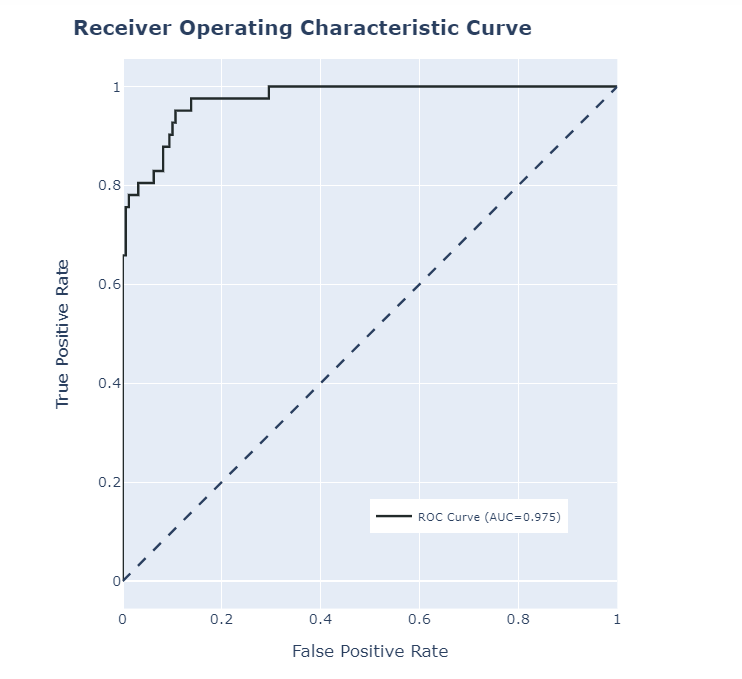 Receiver Operating Characteristic Curve
1
0.8
0.6
0.4
0.2
0
True Positive Rate
ROC Curve (AUC=0.975)
0 0.2 0.4 0.6 0.8 1
False Positive Rate